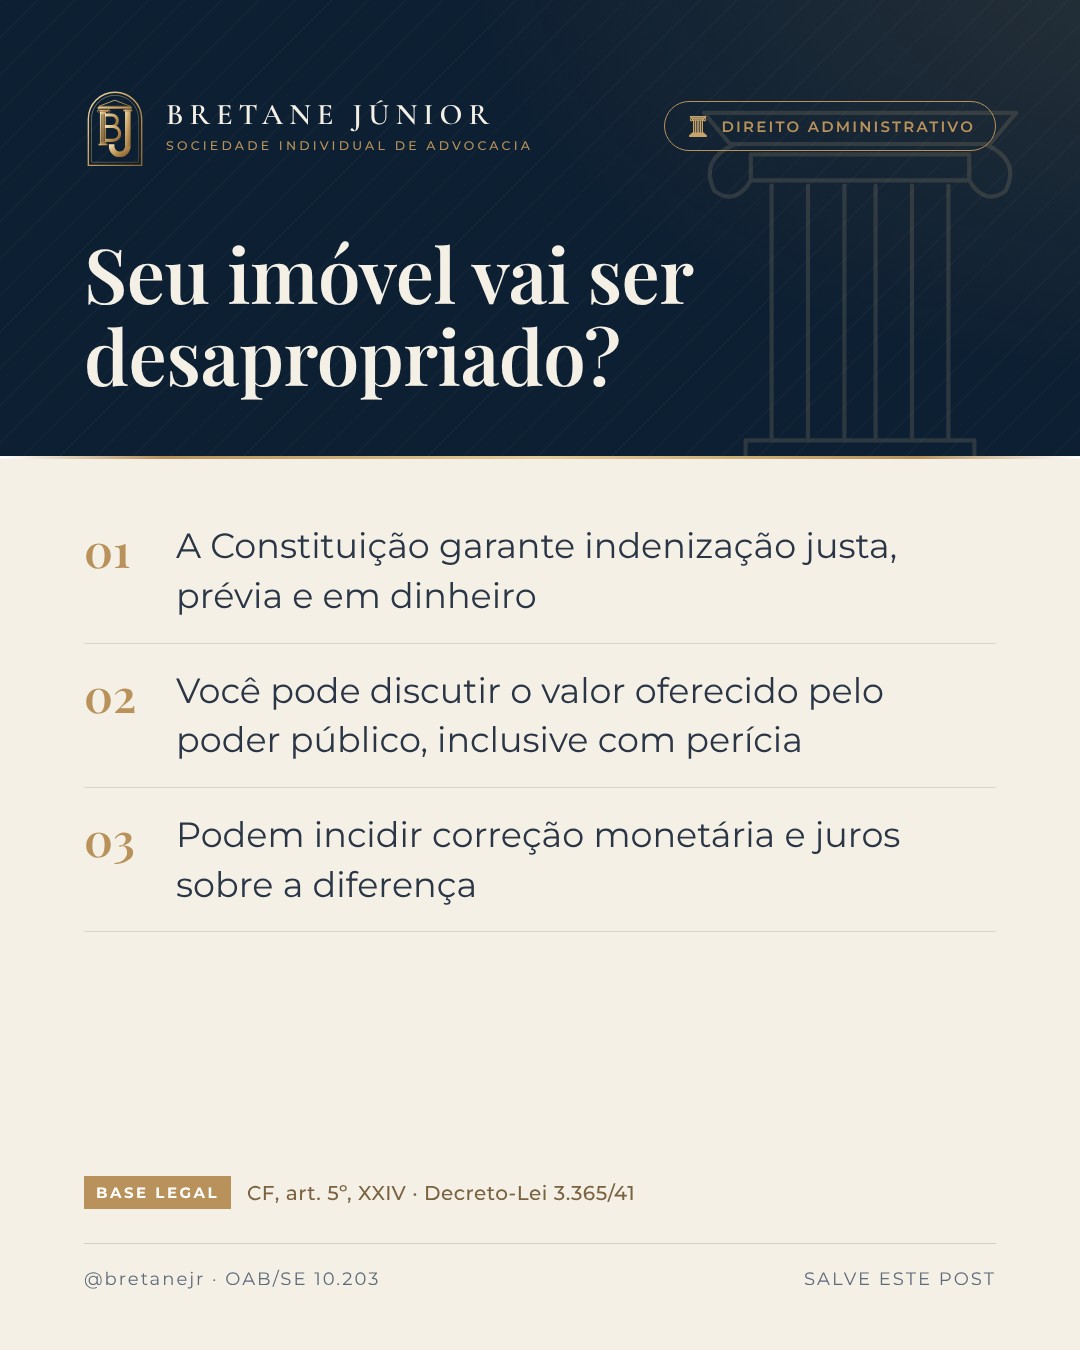 BRETANE JÚNIOR
SOCIEDADE INDIVIDUAL DE ADVOCACIA
DIREITO ADMINISTRATIVO
Seu imóvel vai ser
desapropriado?
01 A Constituição garante indenização justa,
prévia e em dinheiro
02 Você pode discutir o valor oferecido pelo
poder público, inclusive com perícia
03 Podem incidir correção monetária e juros
sobre a diferença
BASE LEGAL CF, art. 5º, XXIV · Decreto-Lei 3.365/41
@bretanejr · OAB/SE 10.203
SALVE ESTE POST